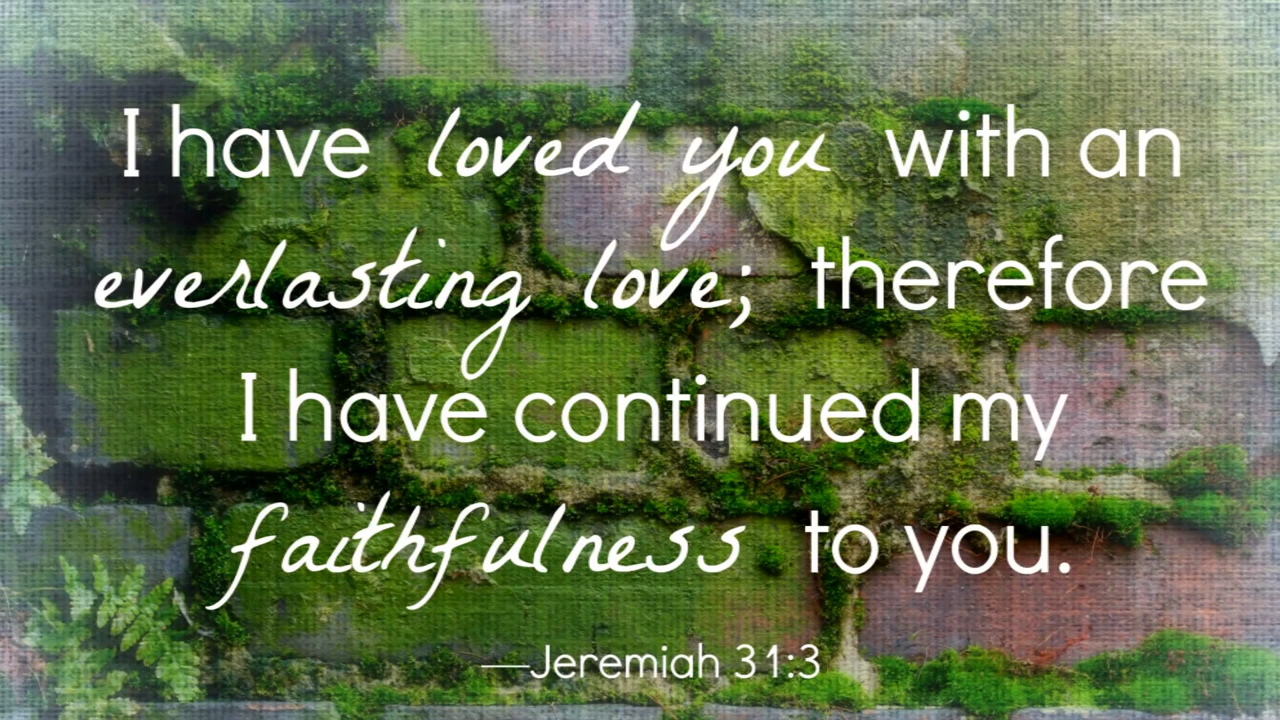 I have loved you with an
everlasting love; therefore
I have continued my
faithfulness to you.
—Jeremiah 31:3